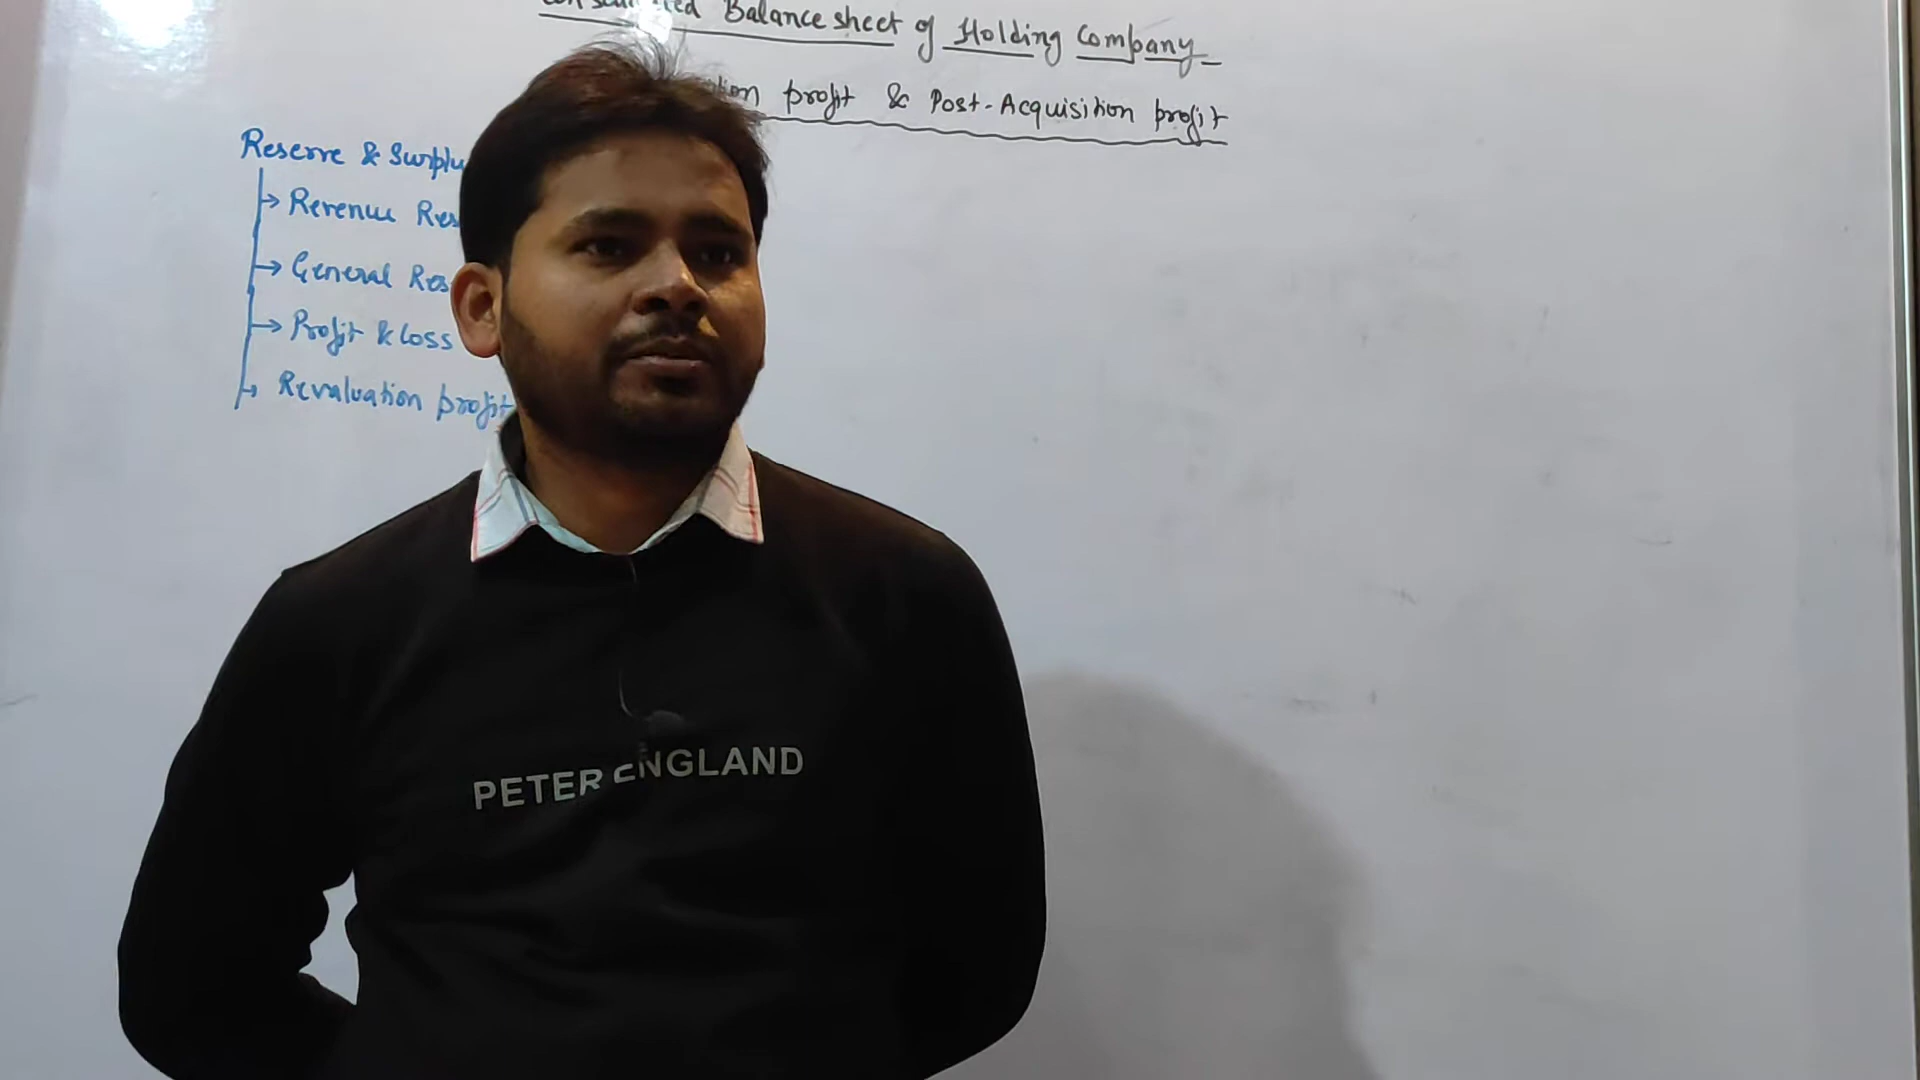 Balance sheet of Holding Company
profit & Post-Acquisition profit
Reserve & Surplu
Revenue Res
General Res
Profit & Loss
Revaluation profit
PETER ENGLAND